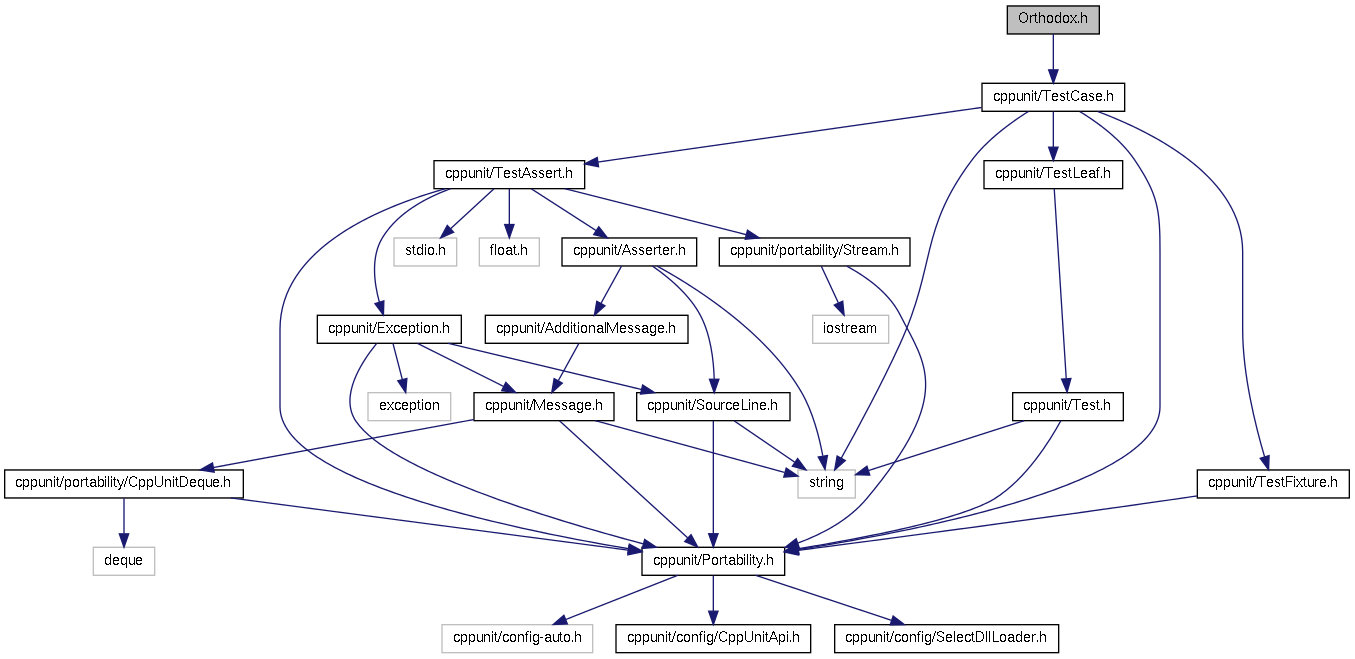 Orthodox.h
cppunit/TestCase.h
cppunit/TestAssert.h
cppunit/TestLeaf.h
stdio.h
float.h
cppunit/Asserter.h
cppunit/portability/Stream.h
cppunit/Exception.h
cppunit/AdditionalMessage.h
iostream
exception
cppunit/Message.h
cppunit/SourceLine.h
cppunit/Test.h
cppunit/portability/CppUnitDeque.h
string
cppunit/TestFixture.h
deque
cppunit/Portability.h
cppunit/config-auto.h
cppunit/config/CppUnitApi.h
cppunit/config/SelectDllLoader.h